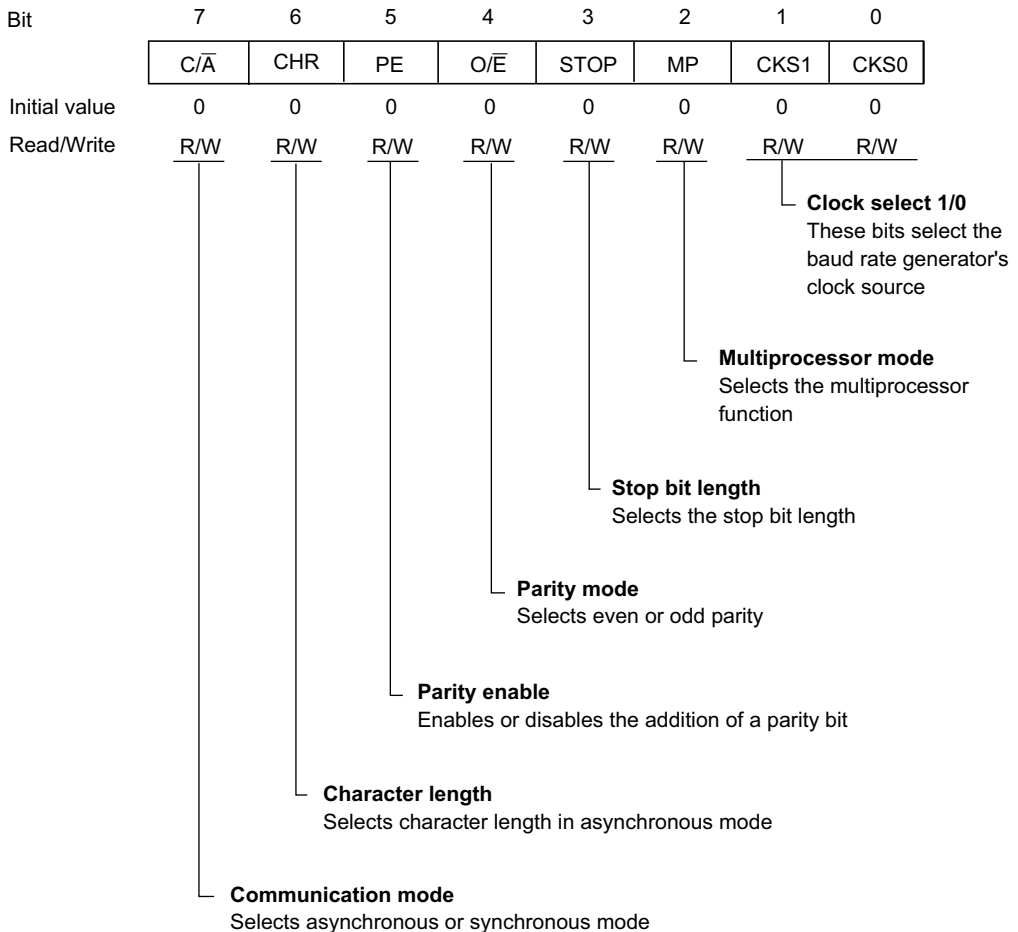 Bit 7 6 5 4 3 2 1 0
C/A̅ CHR PE O/E̅ STOP MP CKS1 CKS0
Initial value 0 0 0 0 0 0 0 0
Read/Write R/W R/W R/W R/W R/W R/W R/W R/W
Clock select 1/0
These bits select the
baud rate generator's
clock source
Multiprocessor mode
Selects the multiprocessor
function
Stop bit length
Selects the stop bit length
Parity mode
Selects even or odd parity
Parity enable
Enables or disables the addition of a parity bit
Character length
Selects character length in asynchronous mode
Communication mode
Selects asynchronous or synchronous mode